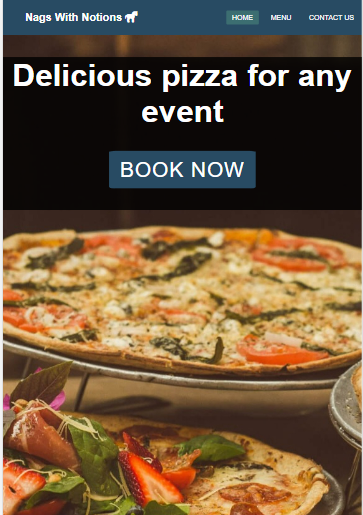 Nags With Notions
HOME MENU CONTACT US
Delicious pizza for any
event
BOOK NOW